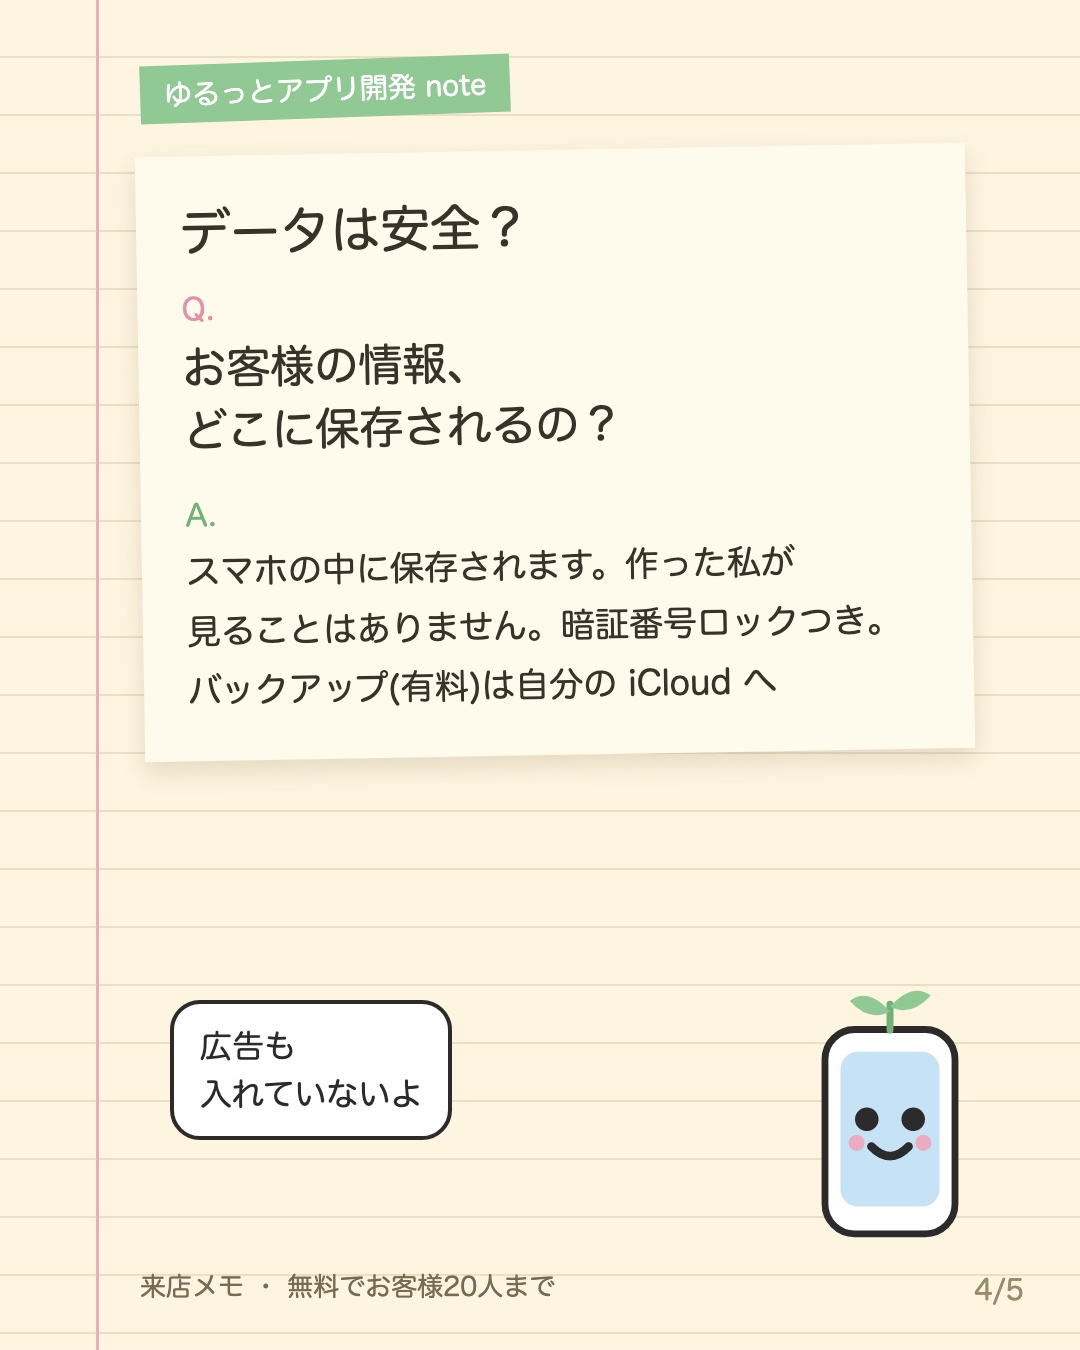 ゆるっとアプリ開発 note
データは安全？
Q.
お客様の情報、
どこに保存されるの？
A.
スマホの中に保存されます。作った私が
見ることはありません。暗証番号ロックつき。
バックアップ(有料)は自分の iCloud へ
広告も
入れていないよ
来店メモ ・ 無料でお客様20人まで
4/5